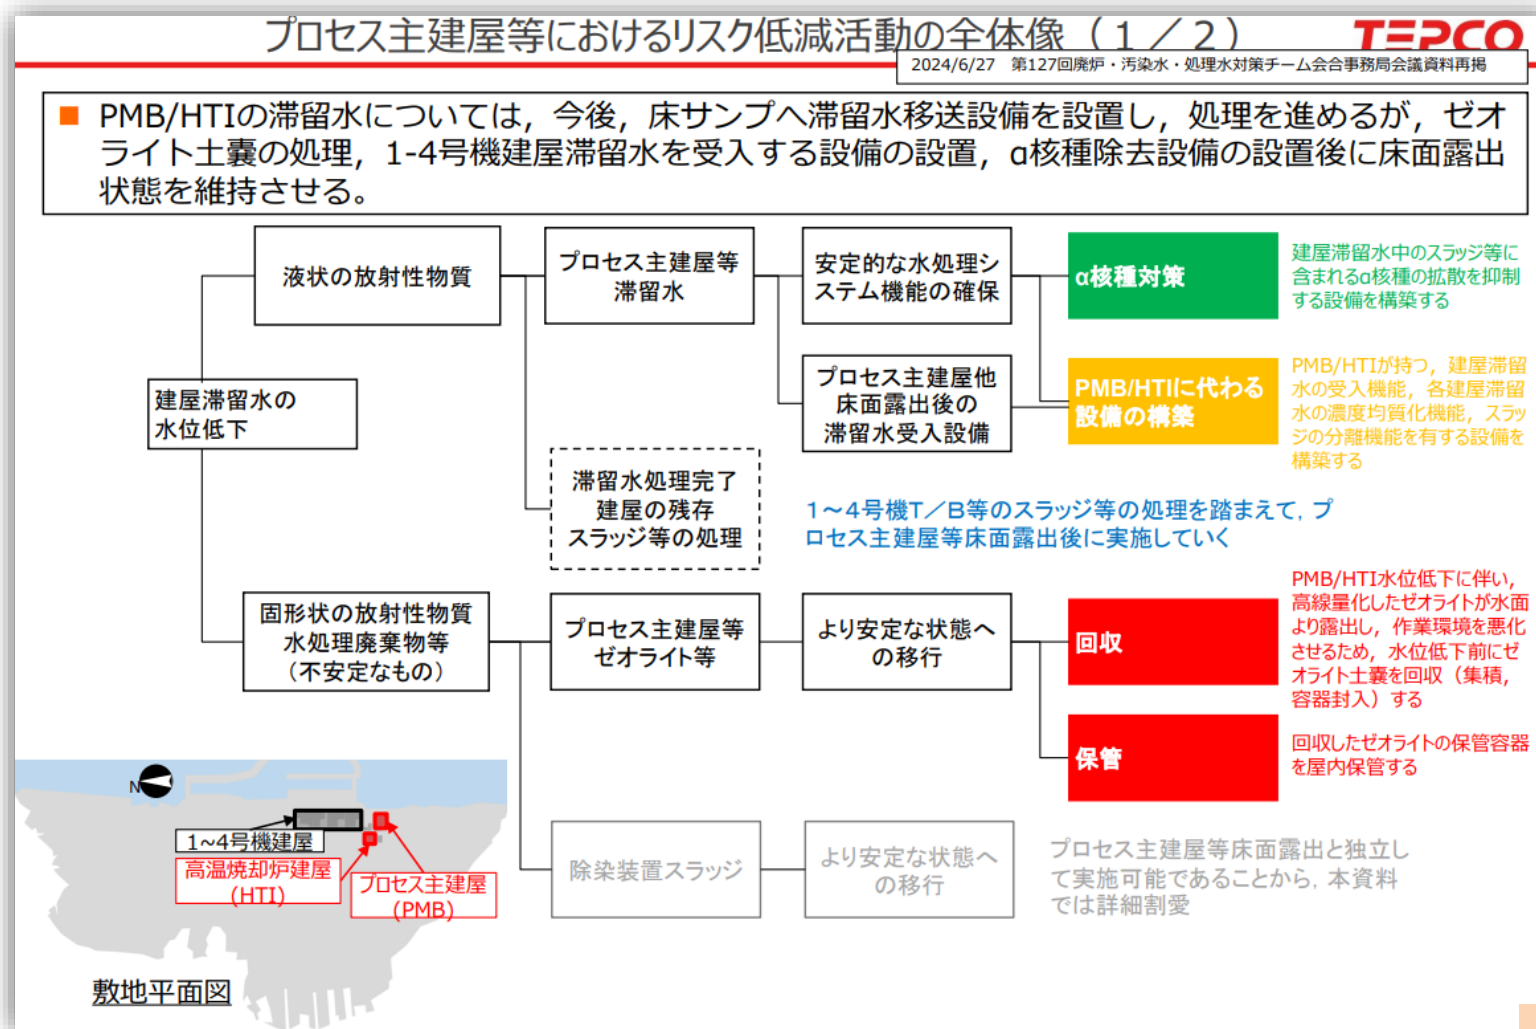 プロセス主建屋等におけるリスク低減活動の全体像（１／２）
TEPCO
2024/6/27　第127回廃炉・汚染水・処理水対策チーム会合事務局会議資料再掲
■ PMB/HTIの滞留水については，今後，床サンプへ滞留水移送設備を設置し，処理を進めるが，ゼオ
ライト土嚢の処理，1-4号機建屋滞留水を受入する設備の設置，α核種除去設備の設置後に床面露出
状態を維持させる。
建屋滞留水の
水位低下
液状の放射性物質
プロセス主建屋等
滞留水
安定的な水処理シ
ステム機能の確保
α核種対策
建屋滞留水中のスラッジ等に
含まれるα核種の拡散を抑制
する設備を構築する
プロセス主建屋他
床面露出後の
滞留水受入設備
PMB/HTIに代わる
設備の構築
PMB/HTIが持つ，建屋滞留
水の受入機能，各建屋滞留
水の濃度均質化機能，スラッ
ジの分離機能を有する設備を
構築する
滞留水処理完了
建屋の残存
スラッジ等の処理
１～４号機Ｔ／Ｂ等のスラッジ等の処理を踏まえて，プ
ロセス主建屋等床面露出後に実施していく
固形状の放射性物質
水処理廃棄物等
（不安定なもの）
プロセス主建屋等
ゼオライト等
より安定な状態へ
の移行
回収
PMB/HTI水位低下に伴い，
高線量化したゼオライトが水面
より露出し，作業環境を悪化
させるため，水位低下前にゼ
オライト土嚢を回収（集積，
容器封入）する
保管
回収したゼオライトの保管容器
を屋内保管する
除染装置スラッジ
より安定な状態へ
の移行
プロセス主建屋等床面露出と独立し
て実施可能であることから，本資料
では詳細割愛
N
1~4号機建屋
高温焼却炉建屋
(HTI)
プロセス主建屋
(PMB)
敷地平面図